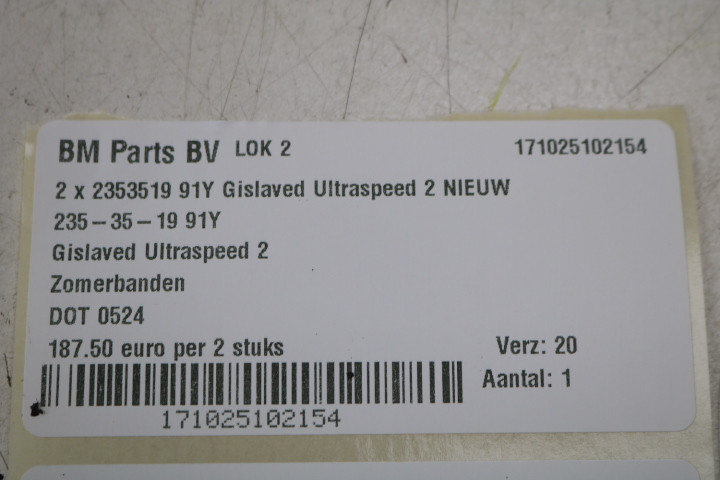 BM Parts BV LOK 2 171025102154
2 x 2353519 91Y Gislaved Ultraspeed 2 NIEUW
235-35-19 91Y
Gislaved Ultraspeed 2
Zomerbanden
DOT 0524
187.50 euro per 2 stuks Verz: 20
Aantal: 1
171025102154